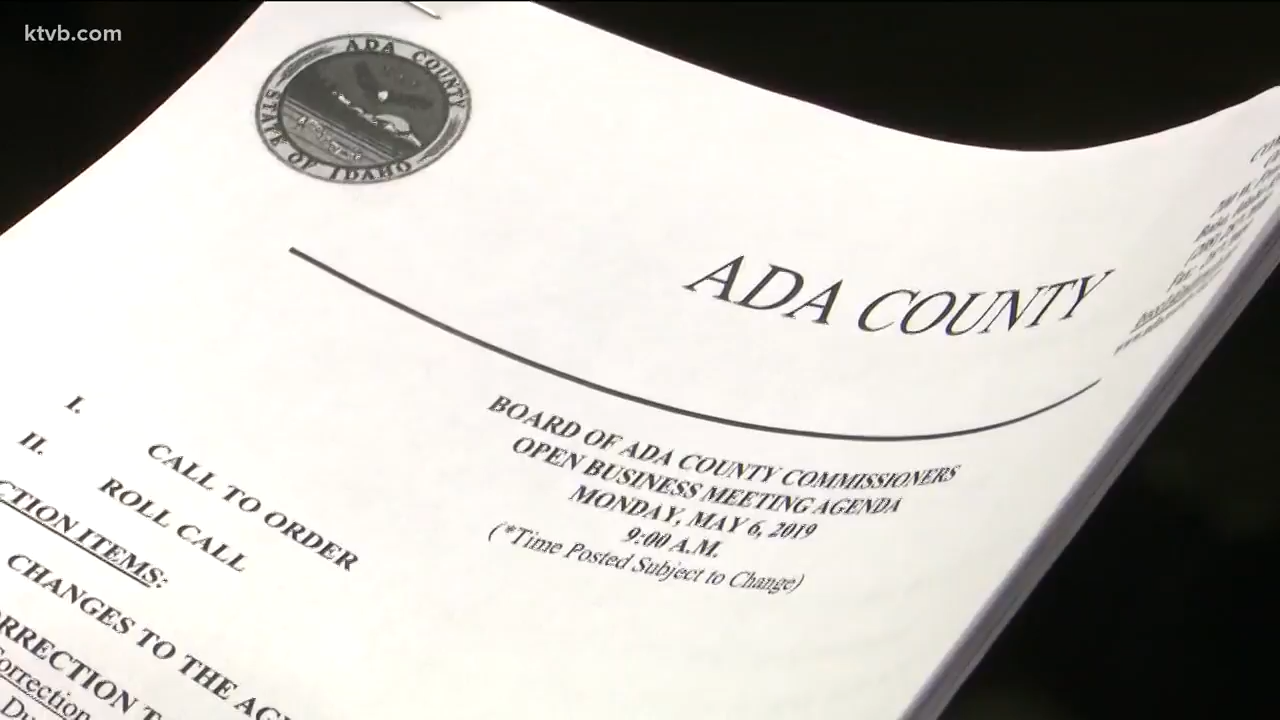 ktvb.com
ADA COUNTY
STATE OF IDAHO
ADA COUNTY
BOARD OF ADA COUNTY COMMISSIONERS
OPEN BUSINESS MEETING AGENDA
MONDAY, MAY 6, 2019
9:00 A.M.
(*Time Posted Subject to Change)
I. CALL TO ORDER
II. ROLL CALL
CTION ITEMS:
CHANGES TO THE AG
RRECTION T
orrection
Du